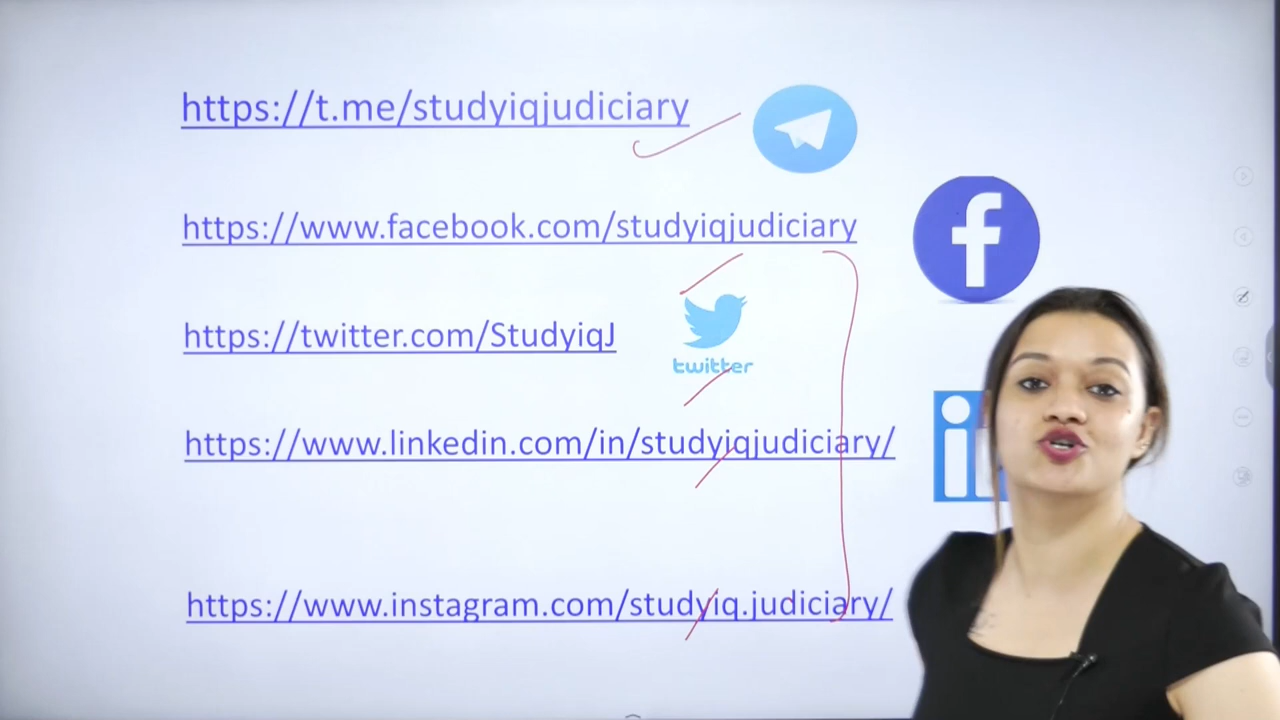 https://t.me/studyiqjudiciary
https://www.facebook.com/studyiqjudiciary
https://twitter.com/StudyiqJ
twitter
https://www.linkedin.com/in/studyiqjudiciary/
https://www.instagram.com/studyiq.judiciary/